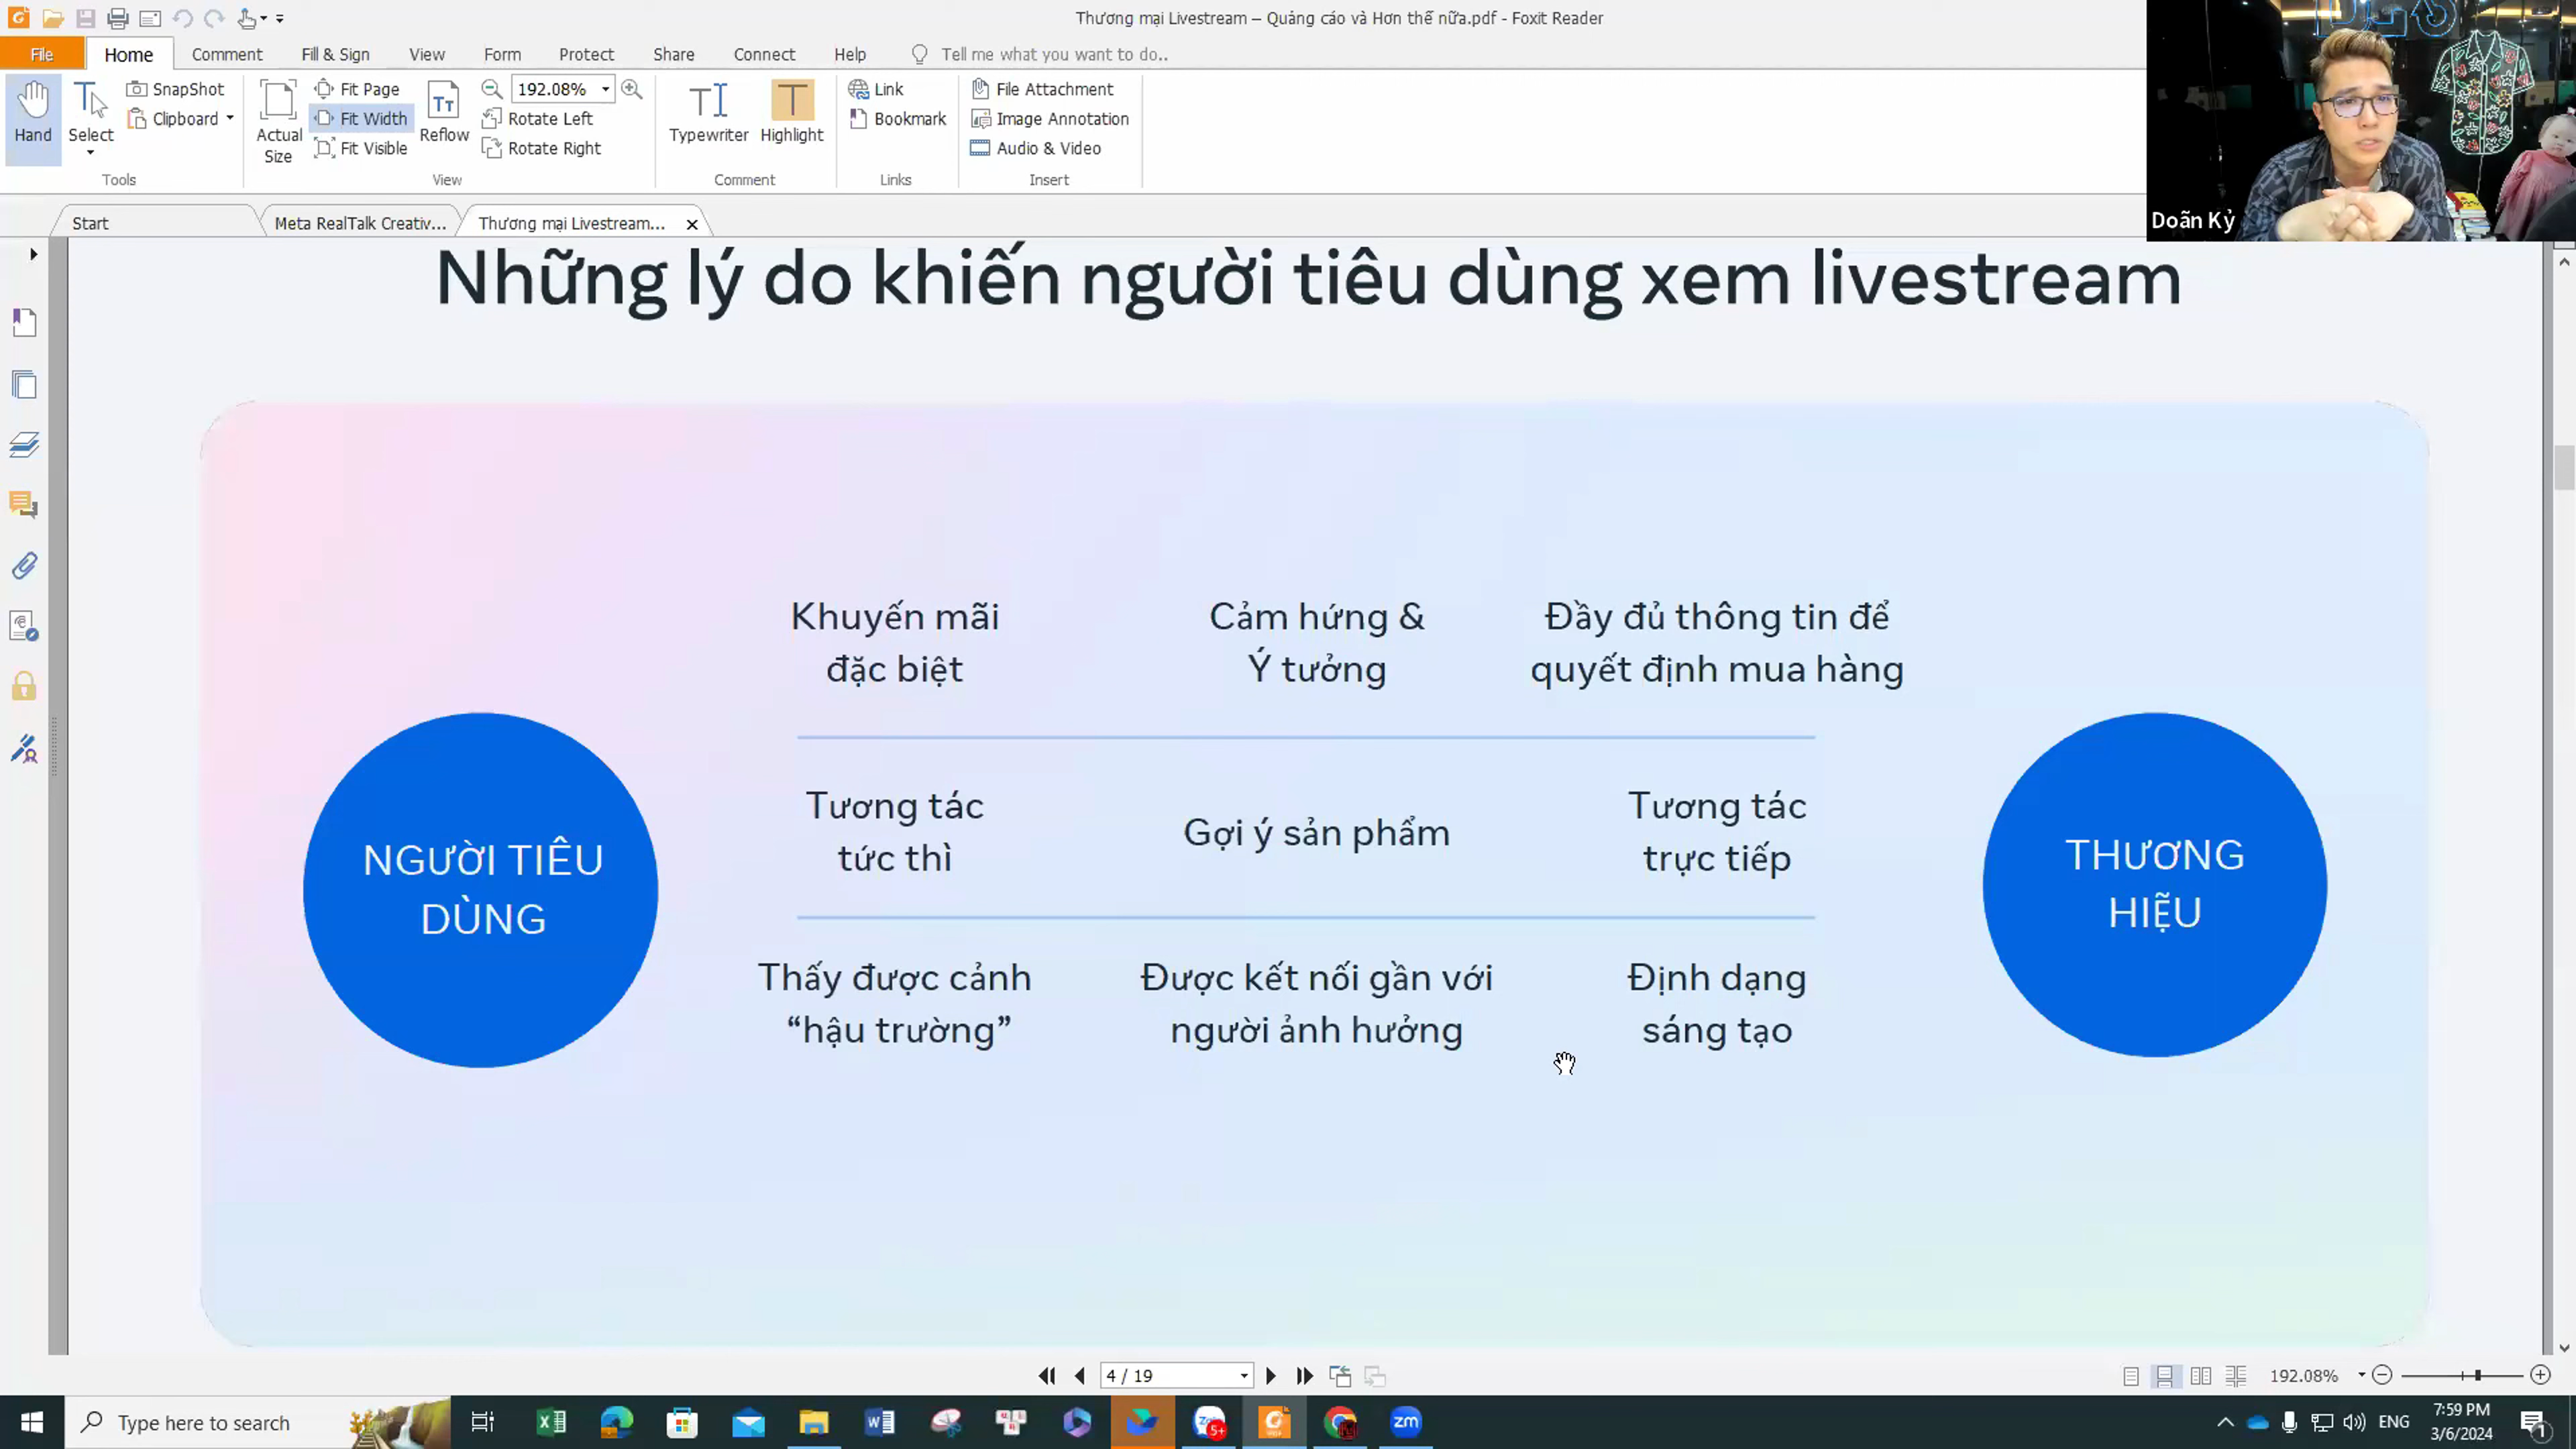 Thương mại Livestream – Quảng cáo và Hơn thế nữa.pdf - Foxit Reader
File Home Comment Fill & Sign View Form Protect Share Connect Help Tell me what you want to do..
Hand
Select
SnapShot
Clipboard
Tools
Actual
Size
Fit Page
Fit Width
Fit Visible
Reflow
192.08%
Rotate Left
Rotate Right
View
Typewriter
Highlight
Comment
Link
Bookmark
Links
File Attachment
Image Annotation
Audio & Video
Insert
Doãn Kỷ
Start
Meta RealTalk Creativ...
Thương mại Livestream...
Những lý do khiến người tiêu dùng xem livestream
NGƯỜI TIÊU
DÙNG
Khuyến mãi
đặc biệt
Cảm hứng &
Ý tưởng
Đầy đủ thông tin để
quyết định mua hàng
Tương tác
tức thì
Gợi ý sản phẩm
Tương tác
trực tiếp
Thấy được cảnh
“hậu trường”
Được kết nối gần với
người ảnh hưởng
Định dạng
sáng tạo
THƯƠNG
HIỆU
4 / 19
192.08%
Type here to search
zm
5+
ENG
7:59 PM
3/6/2024
1